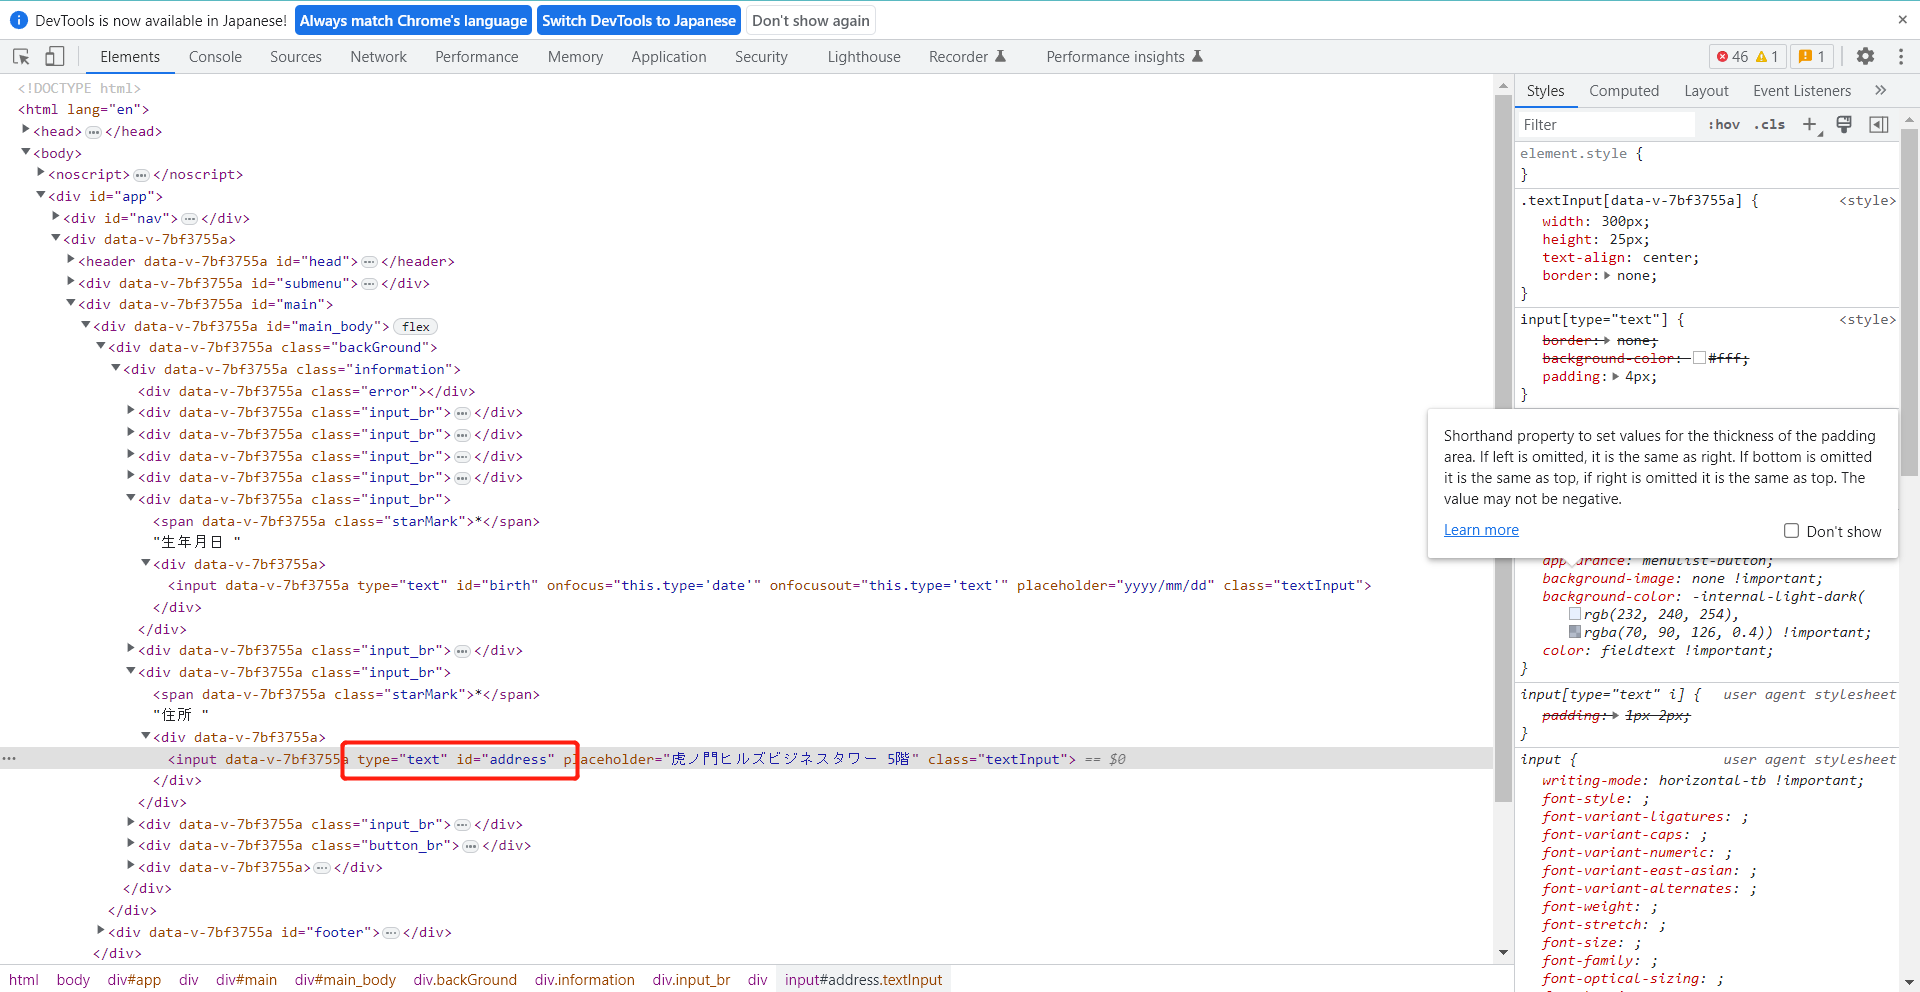 DevTools is now available in Japanese! Always match Chrome's language Switch DevTools to Japanese Don't show again
Elements Console Sources Network Performance Memory Application Security Lighthouse Recorder Performance insights 46 1 1
<!DOCTYPE html>
<html lang="en">
<head> </head>
<body>
<noscript> </noscript>
<div id="app">
<div id="nav"> </div>
<div data-v-7bf3755a>
<header data-v-7bf3755a id="head"> </header>
<div data-v-7bf3755a id="submenu"> </div>
<div data-v-7bf3755a id="main">
<div data-v-7bf3755a id="main_body"> flex
<div data-v-7bf3755a class="backGround">
<div data-v-7bf3755a class="information">
<div data-v-7bf3755a class="error"></div>
<div data-v-7bf3755a class="input_br"> </div>
<div data-v-7bf3755a class="input_br"> </div>
<div data-v-7bf3755a class="input_br"> </div>
<div data-v-7bf3755a class="input_br"> </div>
<div data-v-7bf3755a class="input_br">
<span data-v-7bf3755a class="starMark">*</span>
"生年月日 "
<div data-v-7bf3755a>
<input data-v-7bf3755a type="text" id="birth" onfocus="this.type='date'" onfocusout="this.type='text'" placeholder="yyyy/mm/dd" class="textInput">
</div>
</div>
<div data-v-7bf3755a class="input_br"> </div>
<div data-v-7bf3755a class="input_br">
<span data-v-7bf3755a class="starMark">*</span>
"住所 "
<div data-v-7bf3755a>
<input data-v-7bf3755a type="text" id="address" placeholder="虎ノ門ヒルズビジネスタワー 5階" class="textInput"> == $0
</div>
</div>
<div data-v-7bf3755a class="input_br"> </div>
<div data-v-7bf3755a class="button_br"> </div>
<div data-v-7bf3755a> </div>
</div>
</div>
<div data-v-7bf3755a id="footer"> </div>
</div>
html body div#app div div#main div#main_body div.backGround div.information div.input_br div input#address.textInput
Styles Computed Layout Event Listeners »
Filter :hov .cls +
element.style {
}
.textInput[data-v-7bf3755a] { <style>
width: 300px;
height: 25px;
text-align: center;
border: none;
}
input[type="text"] { <style>
border: none;
background-color: #fff;
padding: 4px;
}
Shorthand property to set values for the thickness of the padding
area. If left is omitted, it is the same as right. If bottom is omitted
it is the same as top, if right is omitted it is the same as top. The
value may not be negative.
Learn more Don't show
appearance: menulist-button;
background-image: none !important;
background-color: -internal-light-dark(
rgb(232, 240, 254),
rgba(70, 90, 126, 0.4)) !important;
color: fieldtext !important;
}
input[type="text" i] { user agent stylesheet
padding: 1px 2px;
}
input { user agent stylesheet
writing-mode: horizontal-tb !important;
font-style: ;
font-variant-ligatures: ;
font-variant-caps: ;
font-variant-numeric: ;
font-variant-east-asian: ;
font-variant-alternates: ;
font-weight: ;
font-stretch: ;
font-size: ;
font-family: ;
font-optical-sizing: ;